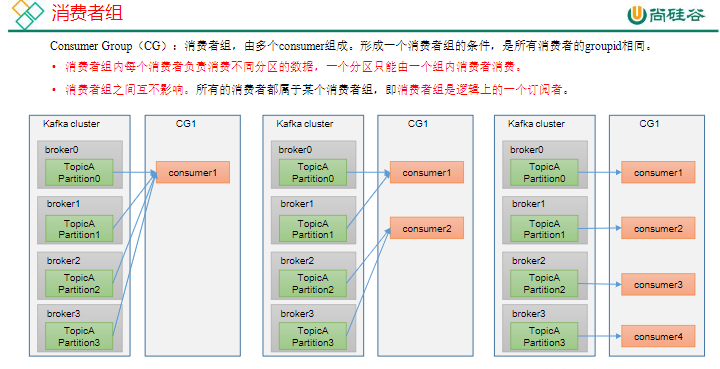 消费者组
尚硅谷
Consumer Group（CG）：消费者组，由多个consumer组成。形成一个消费者组的条件，是所有消费者的groupid相同。
• 消费者组内每个消费者负责消费不同分区的数据，一个分区只能由一个组内消费者消费。
• 消费者组之间互不影响。所有的消费者都属于某个消费者组，即消费者组是逻辑上的一个订阅者。
Kafka cluster
CG1
broker0
TopicA
Partition0
consumer1
broker1
TopicA
Partition1
broker2
TopicA
Partition2
broker3
TopicA
Partition3
Kafka cluster
CG1
broker0
TopicA
Partition0
consumer1
broker1
TopicA
Partition1
consumer2
broker2
TopicA
Partition2
broker3
TopicA
Partition3
Kafka cluster
CG1
broker0
TopicA
Partition0
consumer1
broker1
TopicA
Partition1
consumer2
broker2
TopicA
Partition2
consumer3
broker3
TopicA
Partition3
consumer4